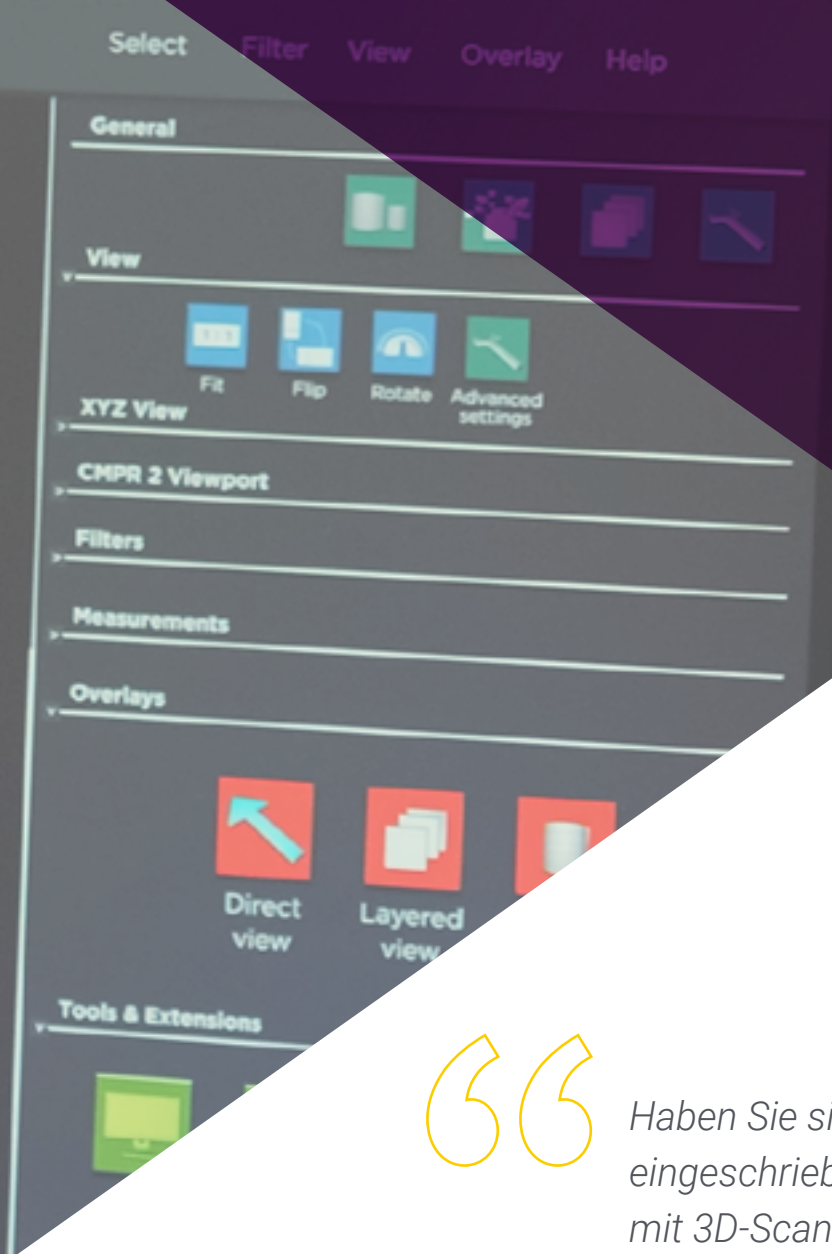 Select Filter View Overlay Help
General
View
Fit Flip Rotate Advanced
settings
XYZ View
CMPR 2 Viewport
Filters
Measurements
Overlays
Direct Layered
view view
Tools & Extensions
“
Haben Sie
eingeschrieb
mit 3D-Scan